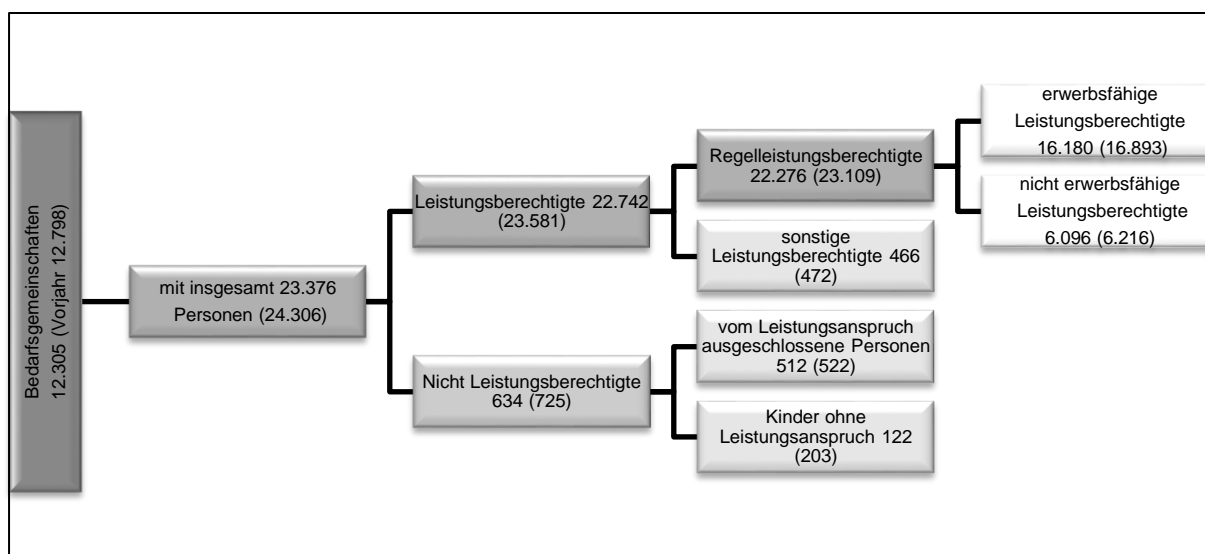 Bedarfsgemeinschaften
12.305 (Vorjahr 12.798)
mit insgesamt 23.376
Personen (24.306)
Leistungsberechtigte 22.742
(23.581)
Regelleistungsberechtigte
22.276 (23.109)
erwerbsfähige
Leistungsberechtigte
16.180 (16.893)
nicht erwerbsfähige
Leistungsberechtigte
6.096 (6.216)
sonstige
Leistungsberechtigte 466
(472)
Nicht Leistungsberechtigte
634 (725)
vom Leistungsanspruch
ausgeschlossene Personen
512 (522)
Kinder ohne
Leistungsanspruch 122
(203)